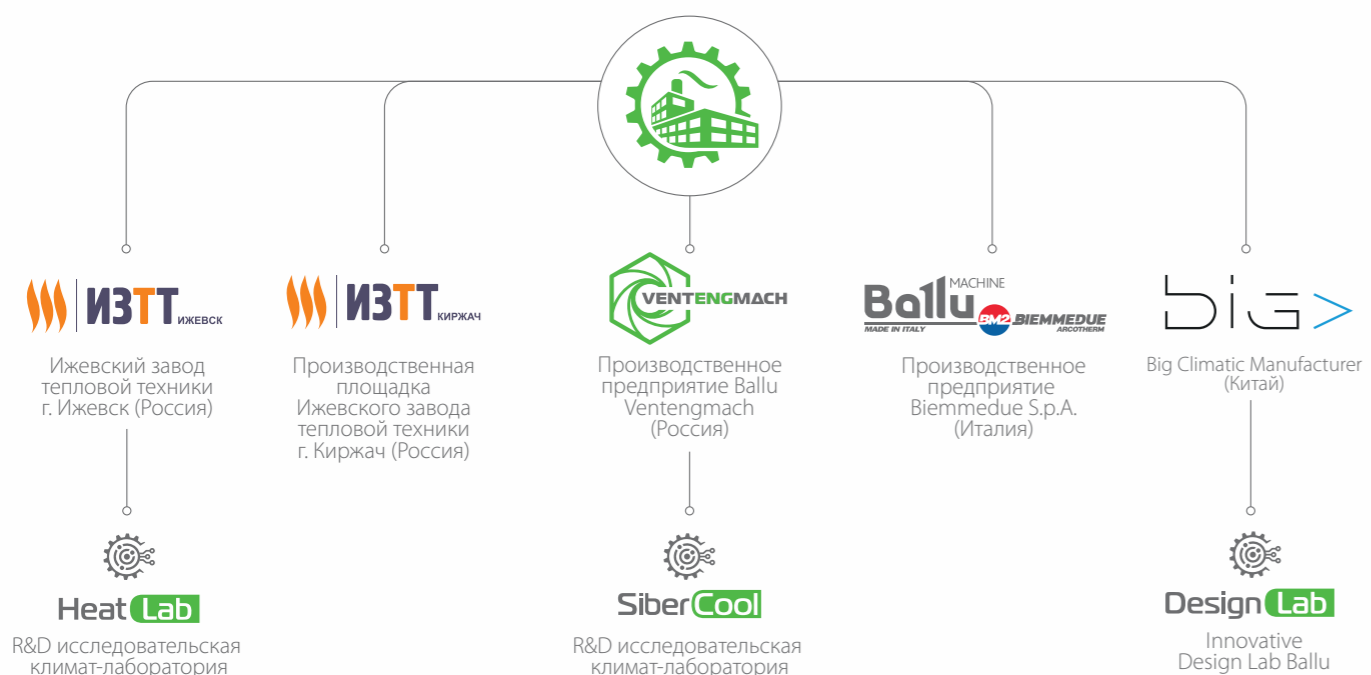 ИЗТТ ИЖЕВСК
Ижевский завод
тепловой техники
г. Ижевск (Россия)
ИЗТТ КИРЖАЧ
Производственная
площадка
Ижевского завода
тепловой техники
г. Киржач (Россия)
VENTENGMACH
Производственное
предприятие Ballu
Ventengmach
(Россия)
Ballu MACHINE
MADE IN ITALY
BM2 BIEMMEDUE
ARCOTHERM
Производственное
предприятие
Biemmedue S.p.A.
(Италия)
big>
Big Climatic Manufacturer
(Китай)
Heat Lab
R&D исследовательская
климат-лаборатория
SiberCool
R&D исследовательская
климат-лаборатория
Design Lab
Innovative
Design Lab Ballu